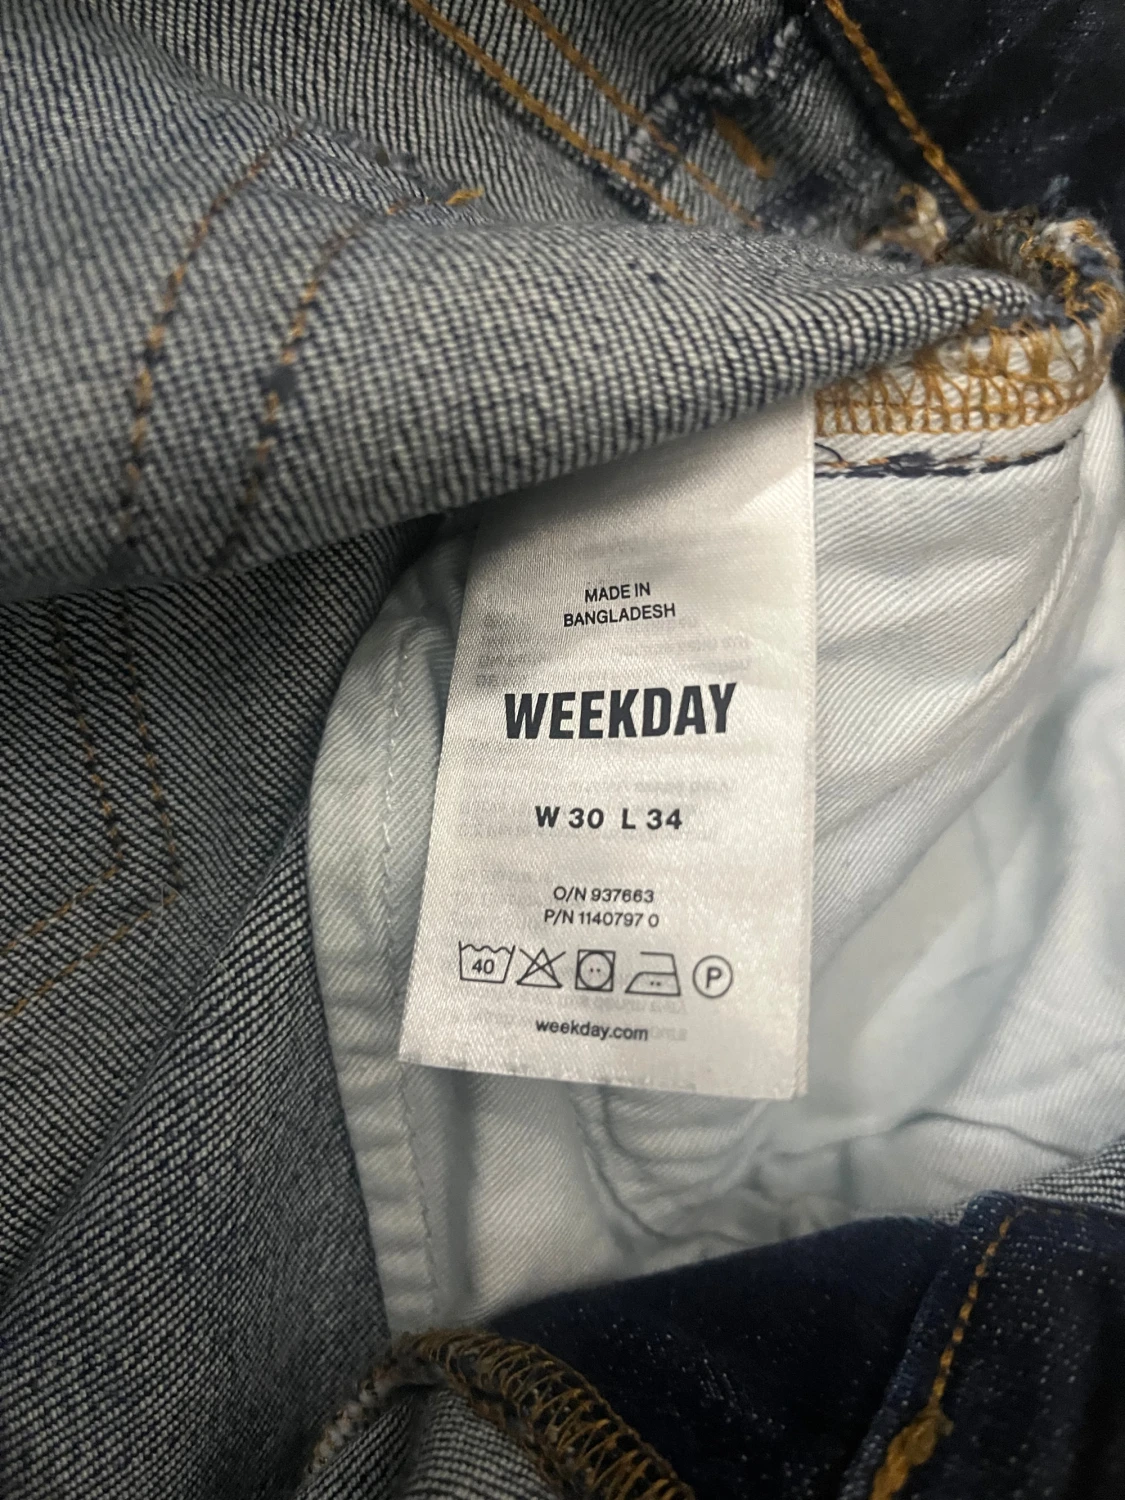 MADE IN
BANGLADESH
WEEKDAY
W 30 L 34
O/N 937663
P/N 1140797 0
40 P
weekday.com